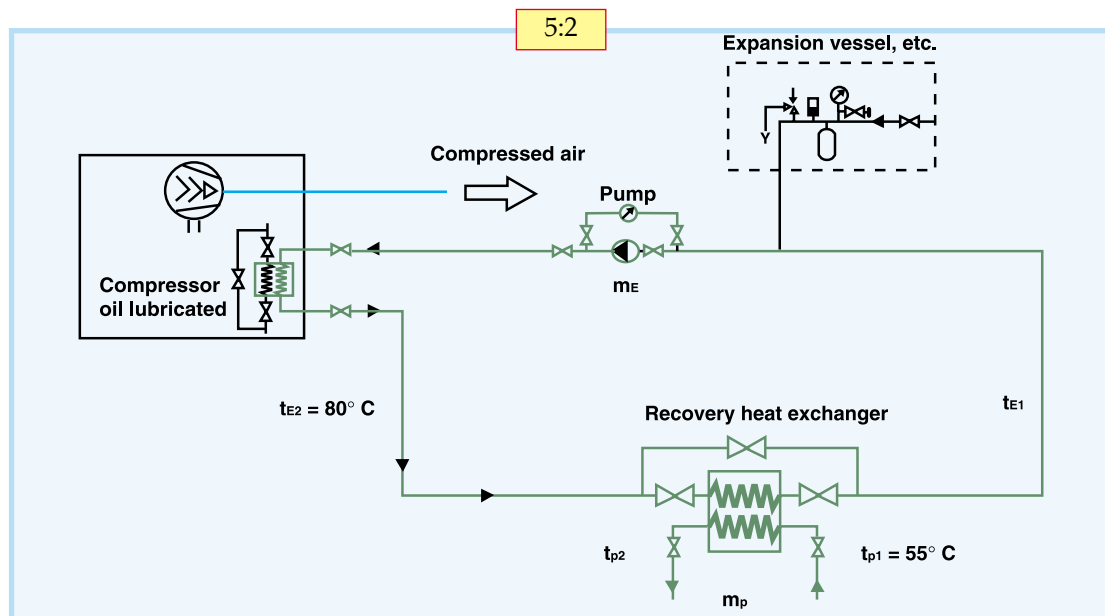 5:2
Expansion vessel, etc.
Y
Compressed air
Pump
Compressor
oil lubricated
mE
tE2 = 80° C
tE1
Recovery heat exchanger
tp2
tp1 = 55° C
mp